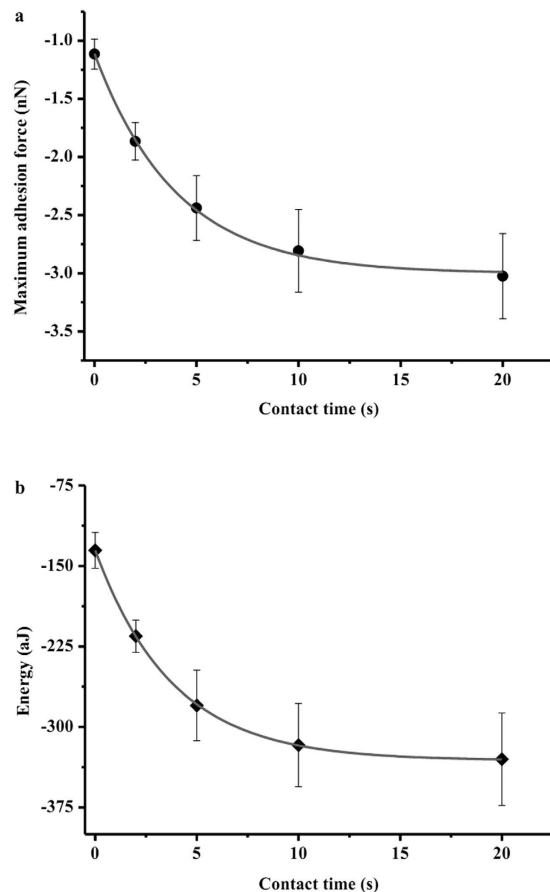 a
-1.0
-1.5
-2.0
-2.5
-3.0
-3.5
Maximum adhesion force (nN)
0 5 10 15 20
Contact time (s)
b
-75
-150
-225
-300
-375
Energy (aJ)
0 5 10 15 20
Contact time (s)